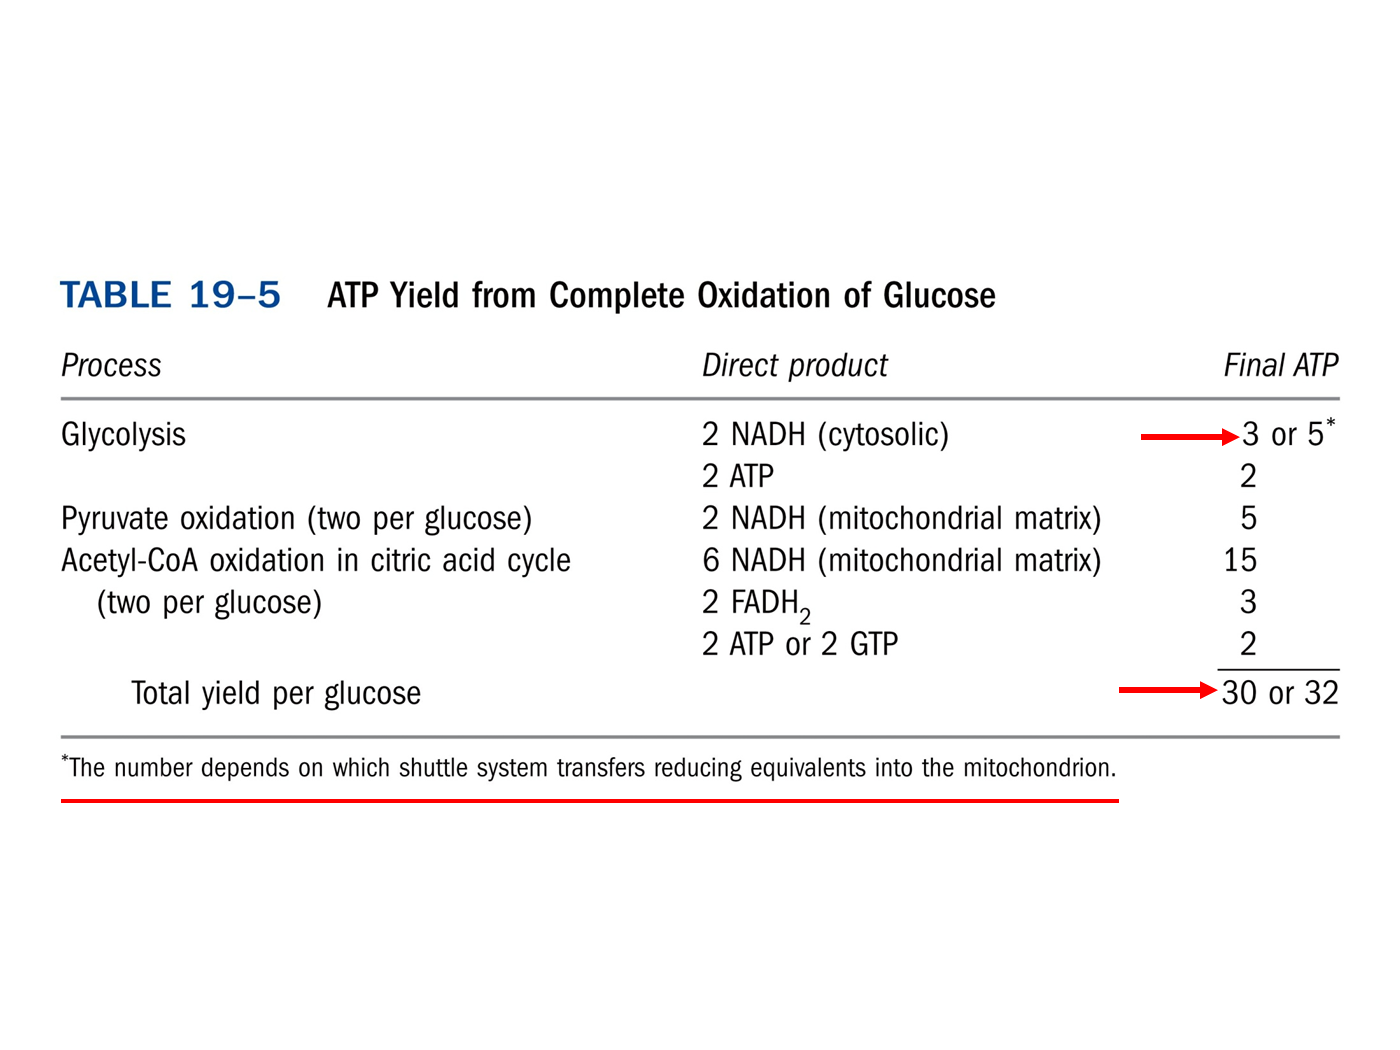 TABLE 19–5 ATP Yield from Complete Oxidation of Glucose
Process Direct product Final ATP
Glycolysis 2 NADH (cytosolic) 3 or 5*
2 ATP 2
Pyruvate oxidation (two per glucose) 2 NADH (mitochondrial matrix) 5
Acetyl-CoA oxidation in citric acid cycle 6 NADH (mitochondrial matrix) 15
(two per glucose) 2 FADH2 3
2 ATP or 2 GTP 2
Total yield per glucose 30 or 32
*The number depends on which shuttle system transfers reducing equivalents into the mitochondrion.